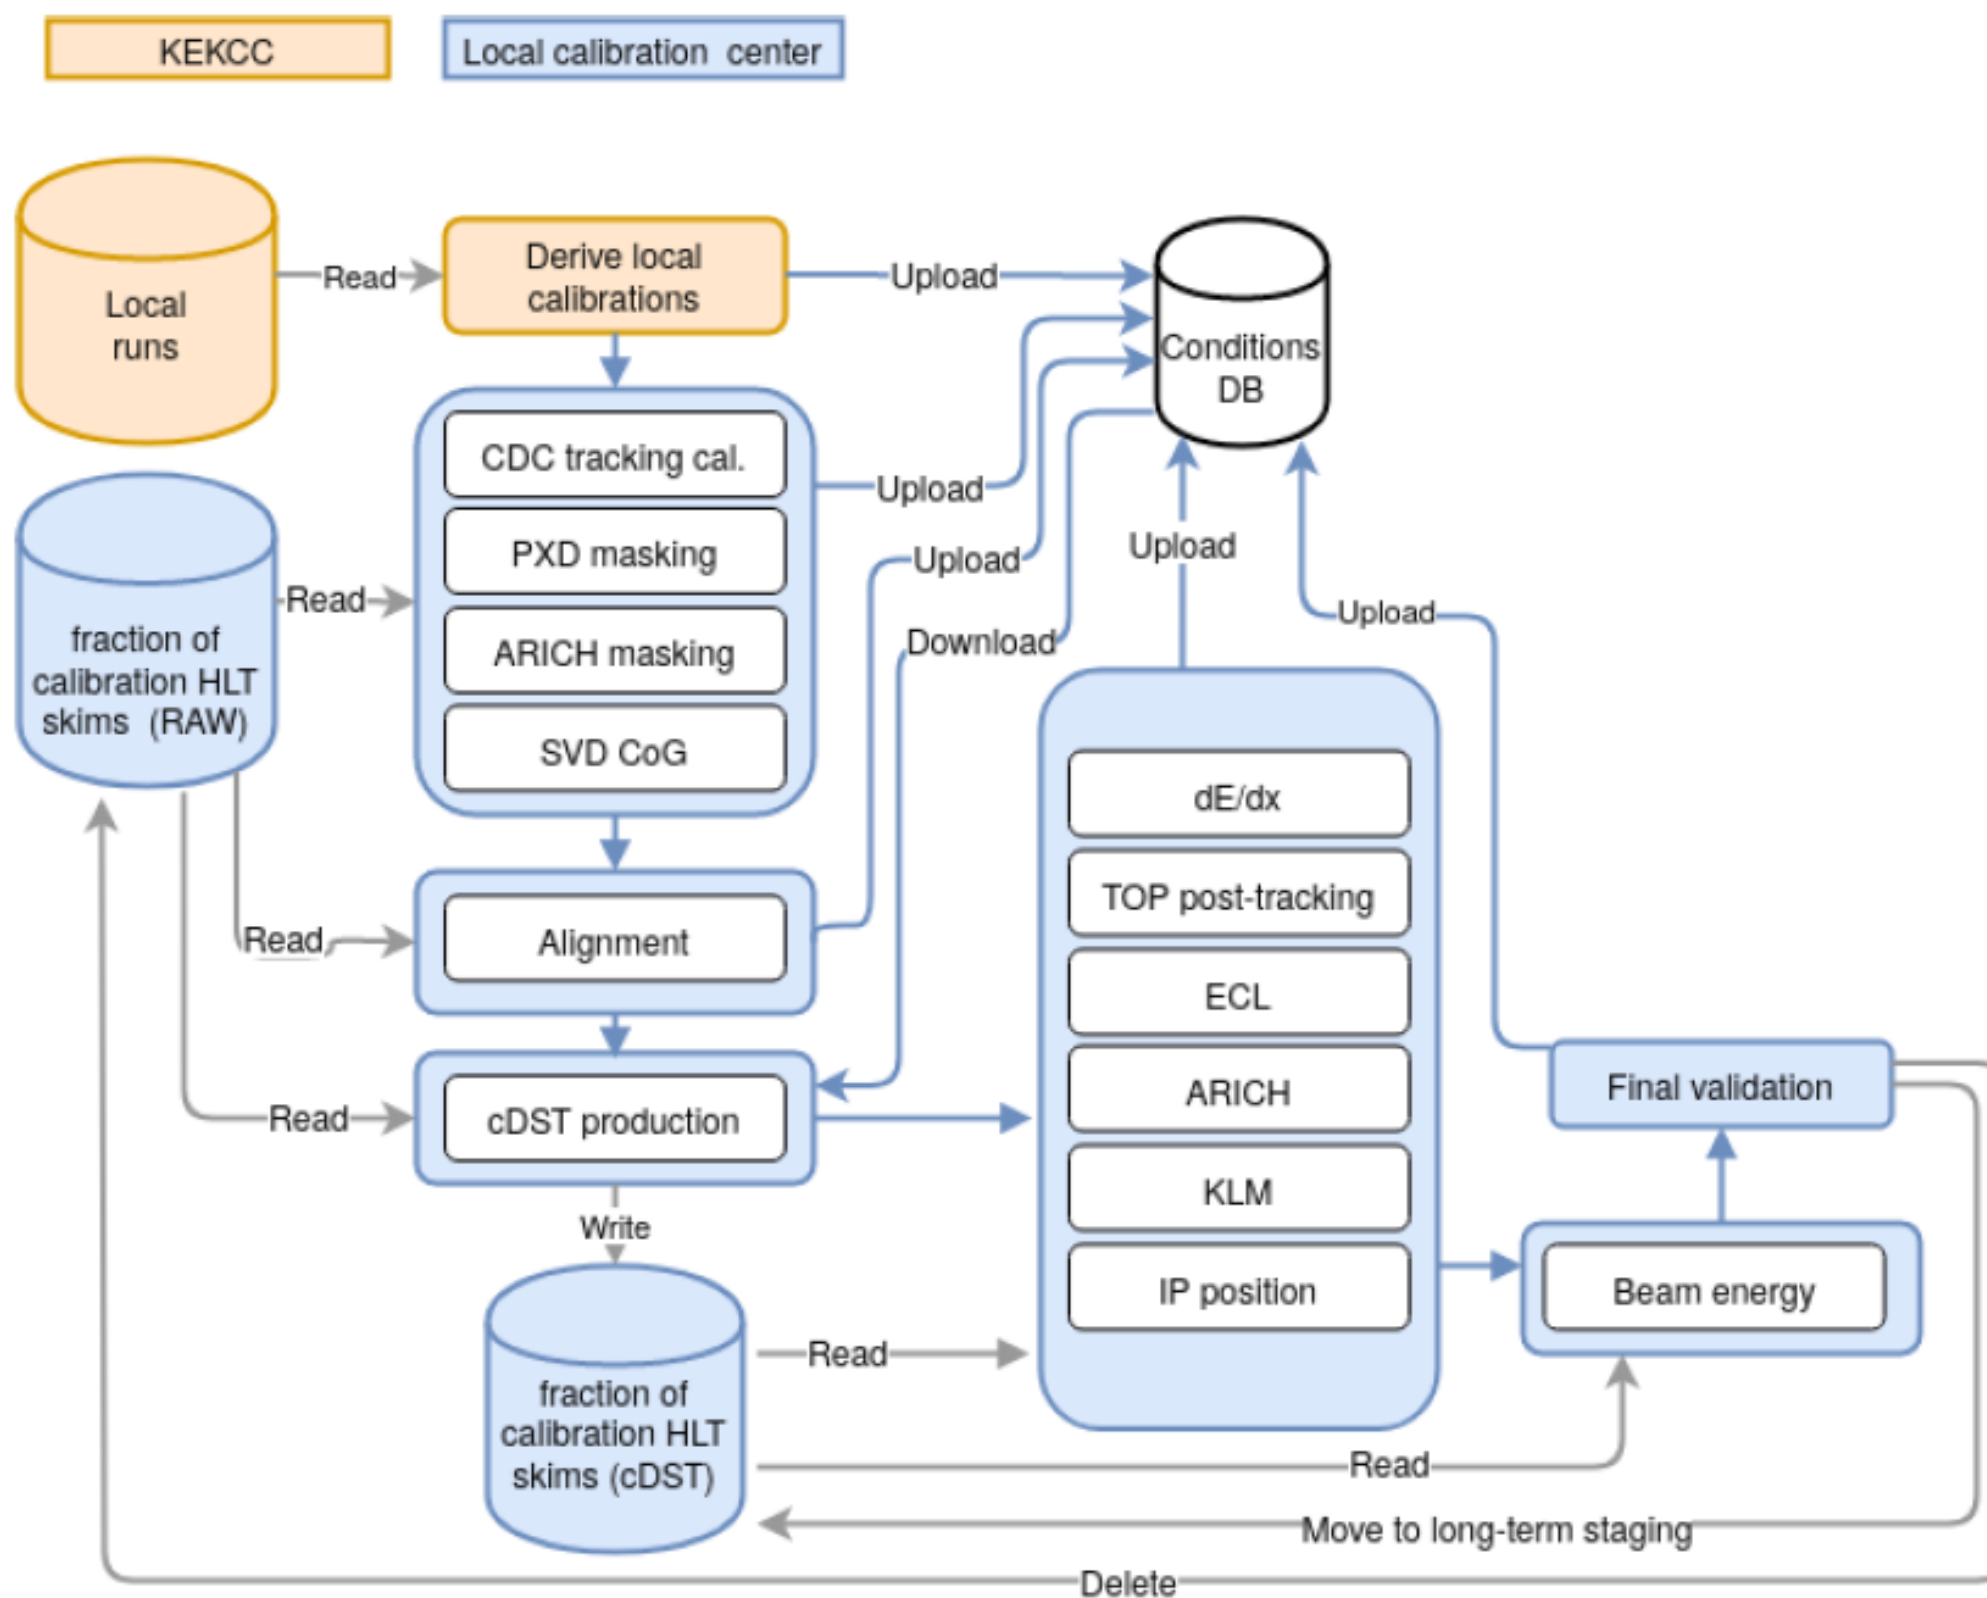 KEKCC
Local calibration center
Local
runs
Read
Derive local
calibrations
Upload
Conditions
DB
CDC tracking cal.
PXD masking
ARICH masking
SVD CoG
Upload
Upload
Download
Upload
Upload
fraction of
calibration HLT
skims (RAW)
Read
Read
Alignment
Read
cDST production
Write
dE/dx
TOP post-tracking
ECL
ARICH
KLM
IP position
Final validation
Beam energy
fraction of
calibration HLT
skims (cDST)
Read
Read
Move to long-term staging
Delete